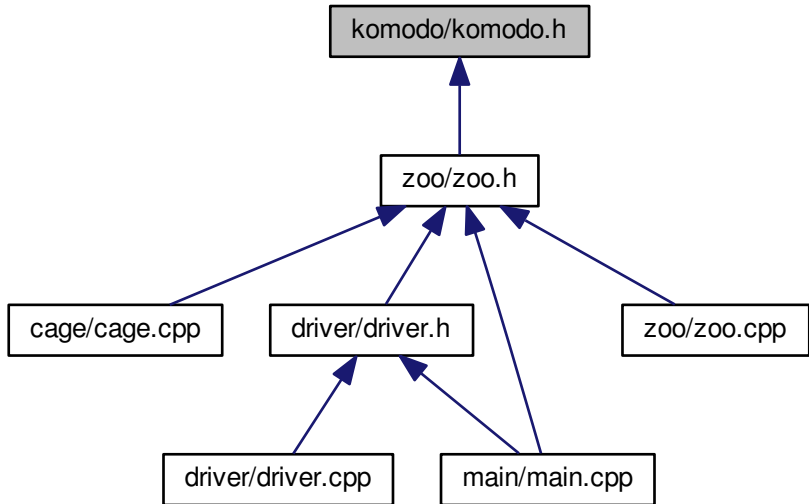 komodo/komodo.h
zoo/zoo.h
cage/cage.cpp
driver/driver.h
zoo/zoo.cpp
driver/driver.cpp
main/main.cpp